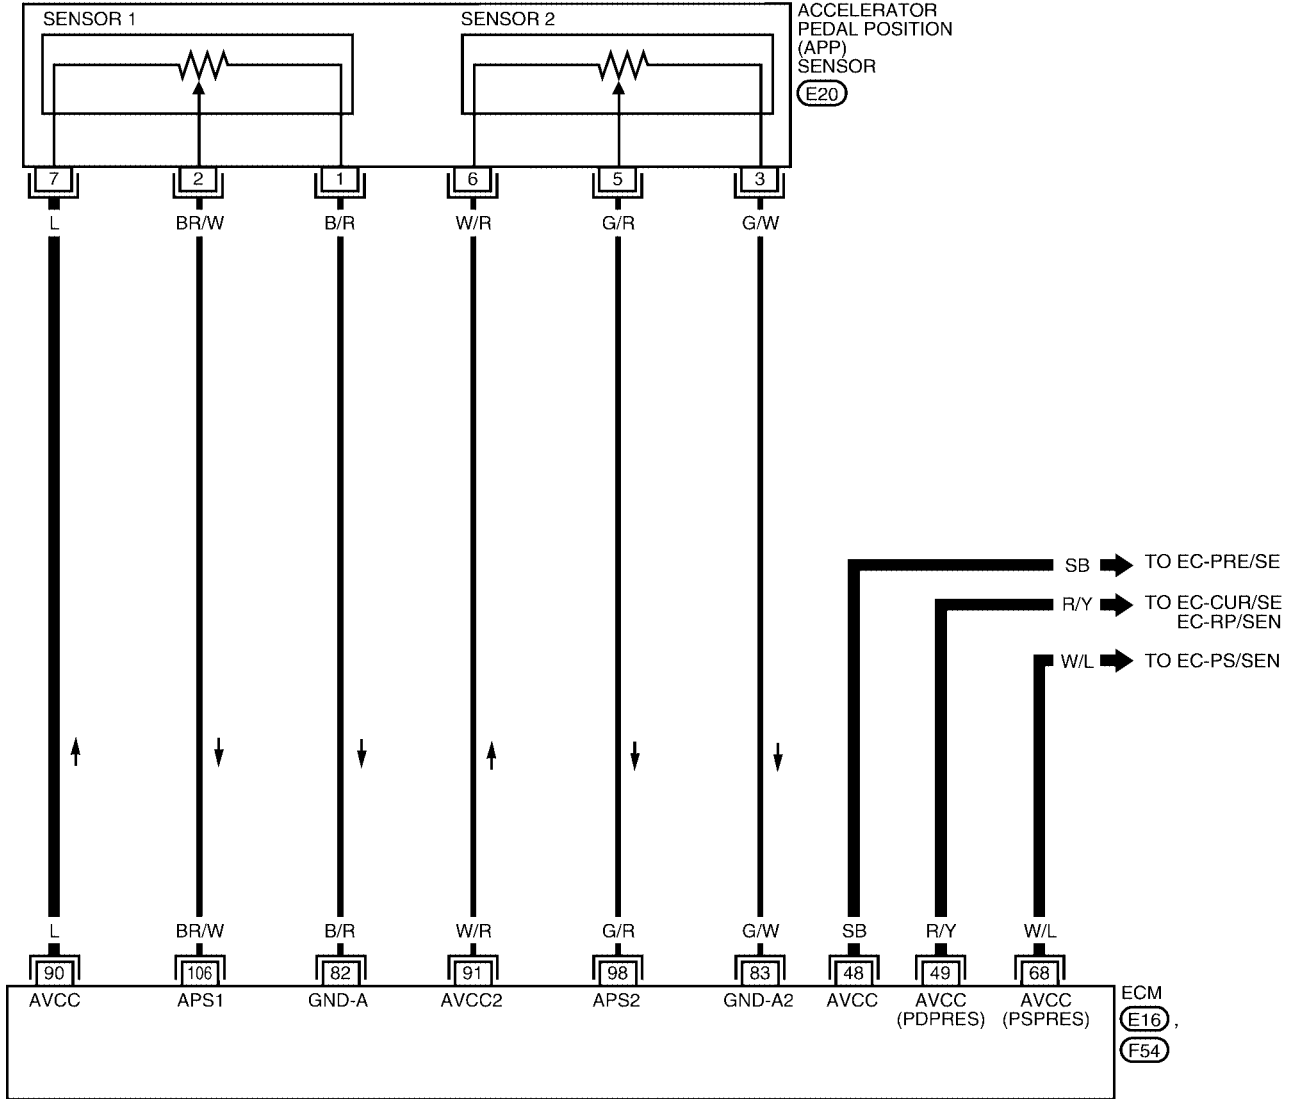 SENSOR 1
SENSOR 2
ACCELERATOR
PEDAL POSITION
(APP)
SENSOR
E20
7
2
1
6
5
3
L
BR/W
B/R
W/R
G/R
G/W
SB
TO EC-PRE/SE
R/Y
TO EC-CUR/SE
EC-RP/SEN
W/L
TO EC-PS/SEN
L
BR/W
B/R
W/R
G/R
G/W
SB
R/Y
W/L
90
106
82
91
98
83
48
49
68
AVCC
APS1
GND-A
AVCC2
APS2
GND-A2
AVCC
AVCC
(PDPRES)
AVCC
(PSPRES)
ECM
E16 ,
F54